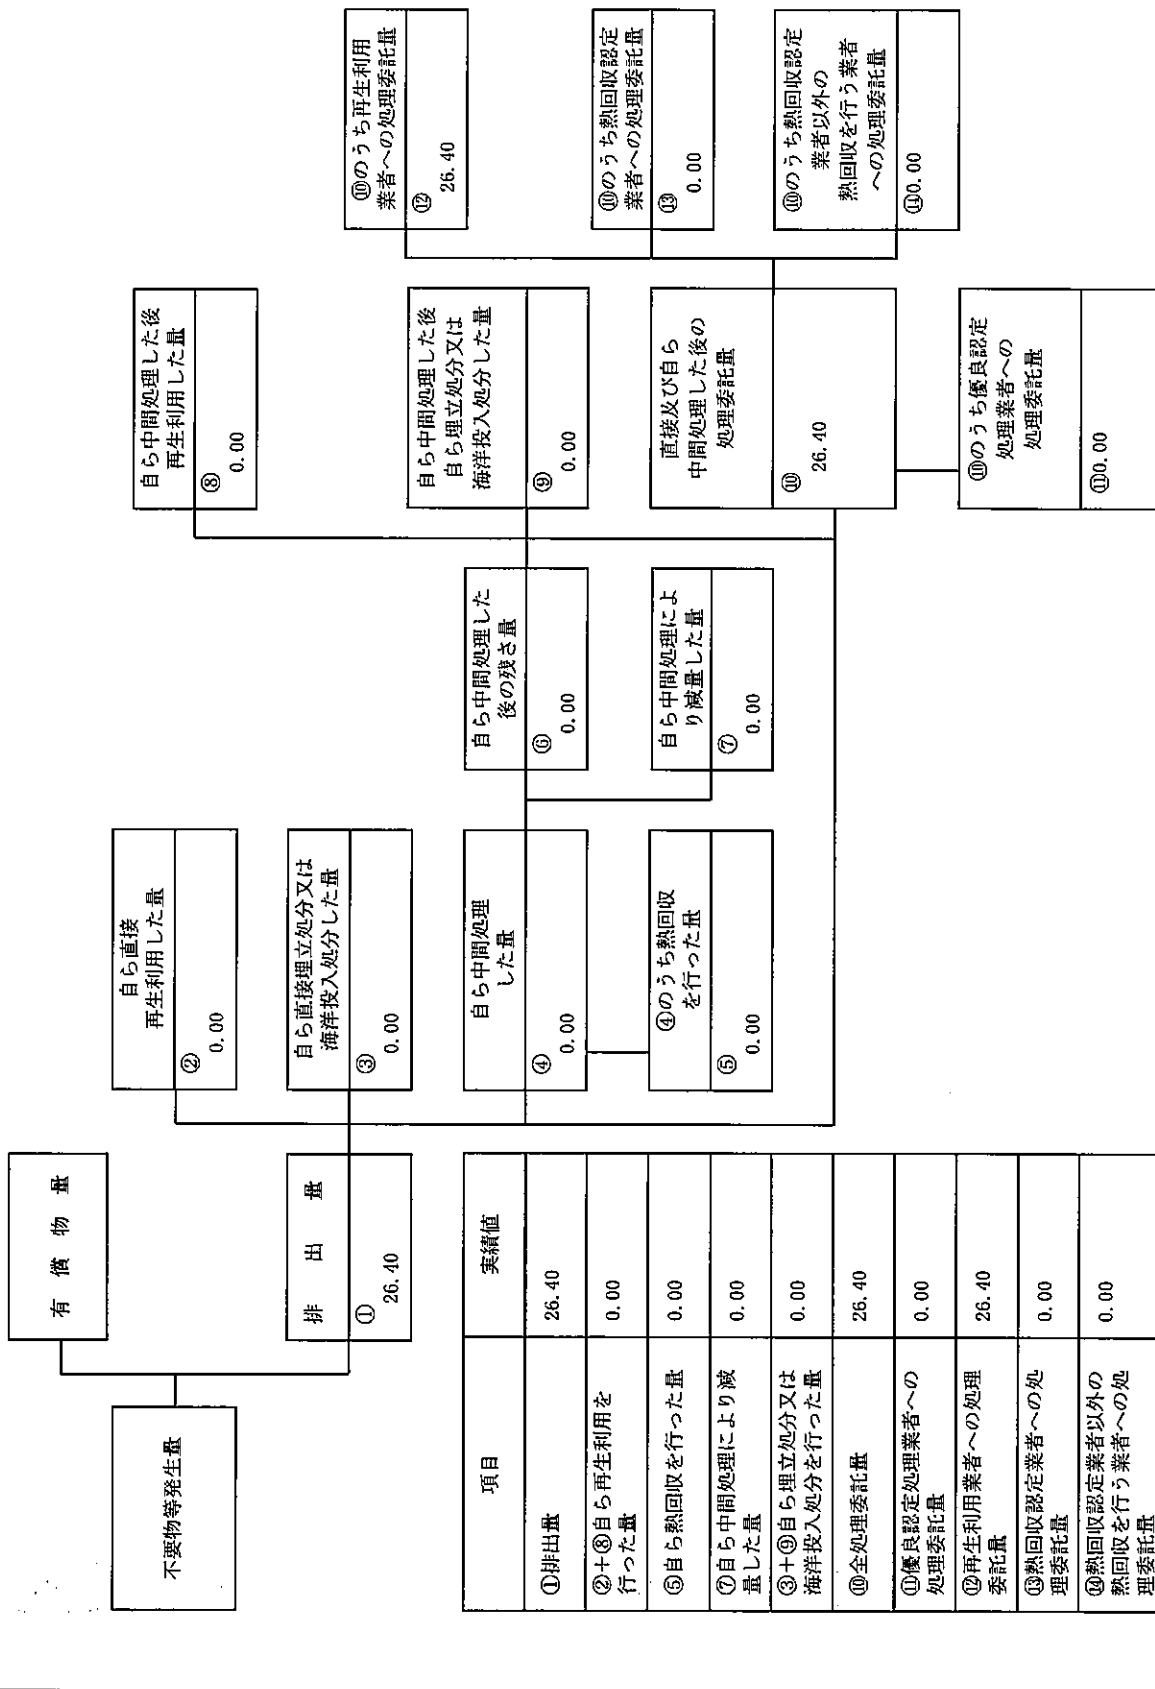 不要物等発生量
有償物量
排出量
①
26.40
自ら直接
再生利用した量
②
0.00
自ら直接埋立処分又は
海洋投入処分した量
③
0.00
自ら中間処理
した量
④
0.00
④のうち熱回収
を行った量
⑤
0.00
自ら中間処理した
後の残さ量
⑥
0.00
自ら中間処理によ
り減量した量
⑦
0.00
自ら中間処理した後
再生利用した量
⑧
0.00
自ら中間処理した後
自ら埋立処分又は
海洋投入処分した量
⑨
0.00
直接及び自ら
中間処理した後の
処理委託量
⑩
26.40
⑩のうち優良認定
処理業者への
処理委託量
⑪0.00
⑩のうち再生利用
業者への処理委託量
⑫
26.40
⑩のうち熱回収認定
業者への処理委託量
⑬
0.00
⑩のうち熱回収認定
業者以外の
熱回収を行う業者
への処理委託量
⑭0.00
項目 実績値
①排出量 26.40
②+⑧自ら再生利用を
行った量 0.00
⑤自ら熱回収を行った量 0.00
⑦自ら中間処理により減
量した量 0.00
③+⑨自ら埋立処分又は
海洋投入処分を行った量 0.00
⑩全処理委託量 26.40
⑪優良認定処理業者への
処理委託量 0.00
⑫再生利用業者への処理
委託量 26.40
⑬熱回収認定業者への処
理委託量 0.00
⑭熱回収認定業者以外の
熱回収を行う業者への処
理委託量 0.00